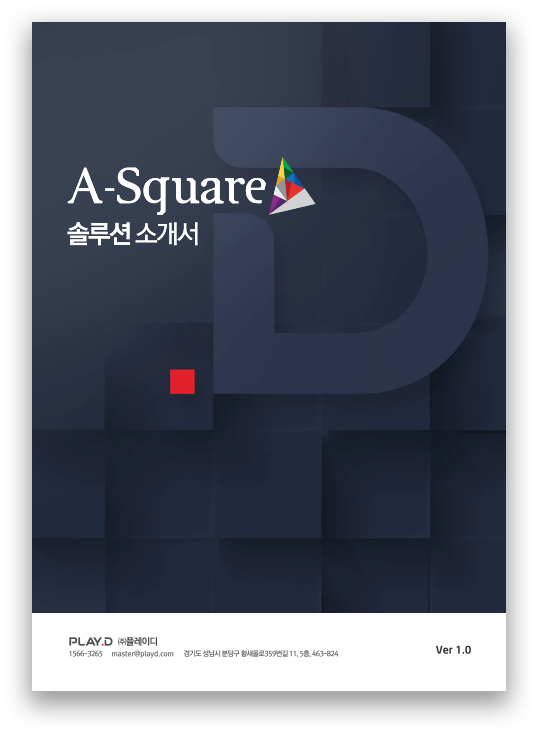 A-Square
솔루션 소개서
PLAY.D ㈜플레이디
1566-3265 master@playd.com 경기도 성남시 분당구 황새울로359번길 11, 5층, 463-824
Ver 1.0